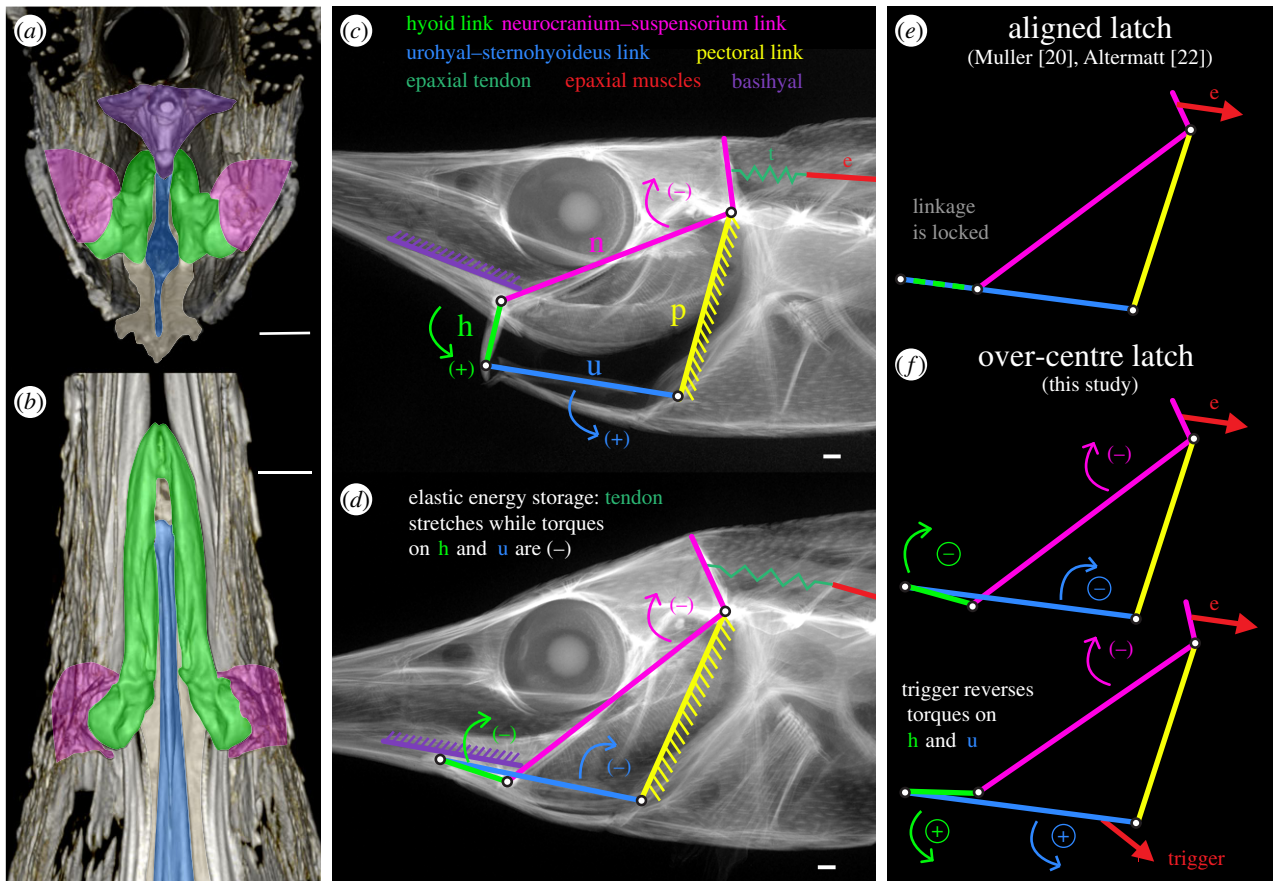 (a)
(b)
(c)
hyoid link neurocranium–suspensorium link
urohyal–sternohyoideus link pectoral link
epaxial tendon epaxial muscles basihyal
t
e
(–)
n
h
(+)
p
u
(+)
(d)
elastic energy storage: tendon
stretches while torques
on h and u are (–)
(–)
(–)
(–)
(e)
aligned latch
(Muller [20], Altermatt [22])
e
linkage
is locked
(f)
over-centre latch
(this study)
e
(–)
–
–
e
(–)
trigger reverses
torques on
h and u
+
+
trigger